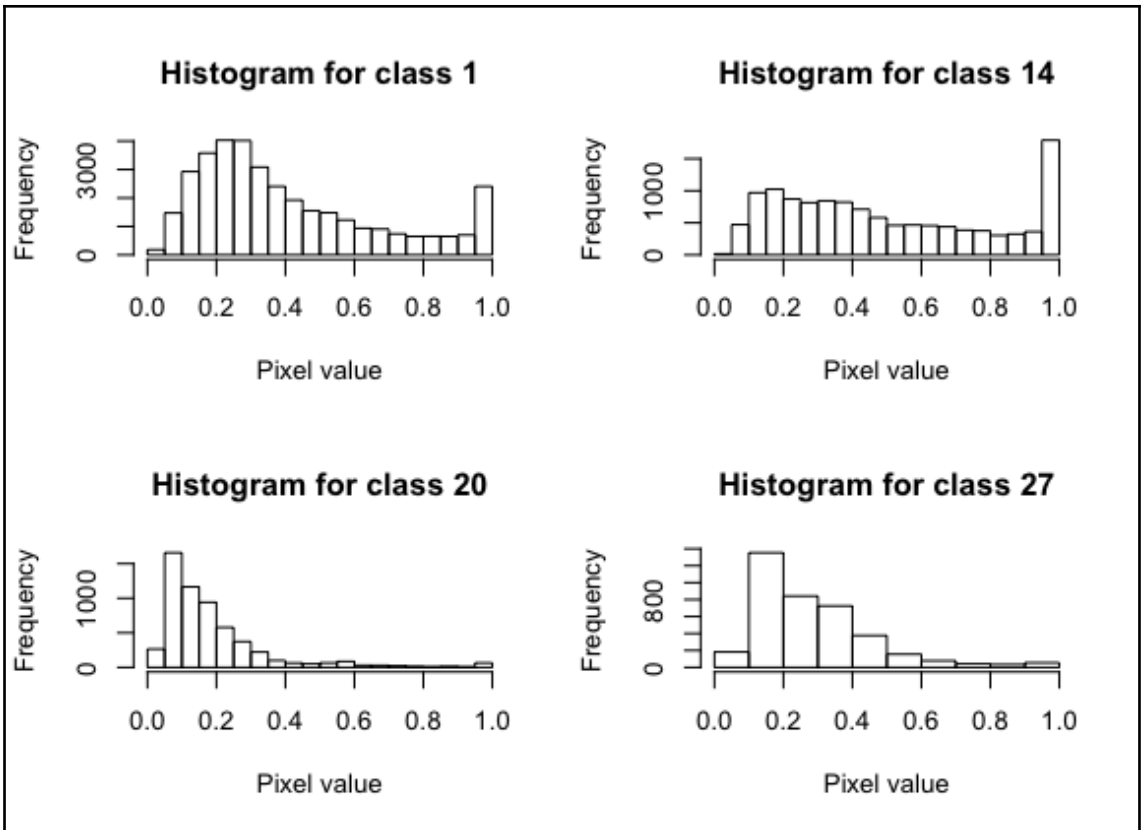 Histogram for class 1
Frequency
3000
0
0.0 0.2 0.4 0.6 0.8 1.0
Pixel value
Histogram for class 14
Frequency
1000
0
0.0 0.2 0.4 0.6 0.8 1.0
Pixel value
Histogram for class 20
Frequency
1000
0
0.0 0.2 0.4 0.6 0.8 1.0
Pixel value
Histogram for class 27
Frequency
800
0
0.0 0.2 0.4 0.6 0.8 1.0
Pixel value